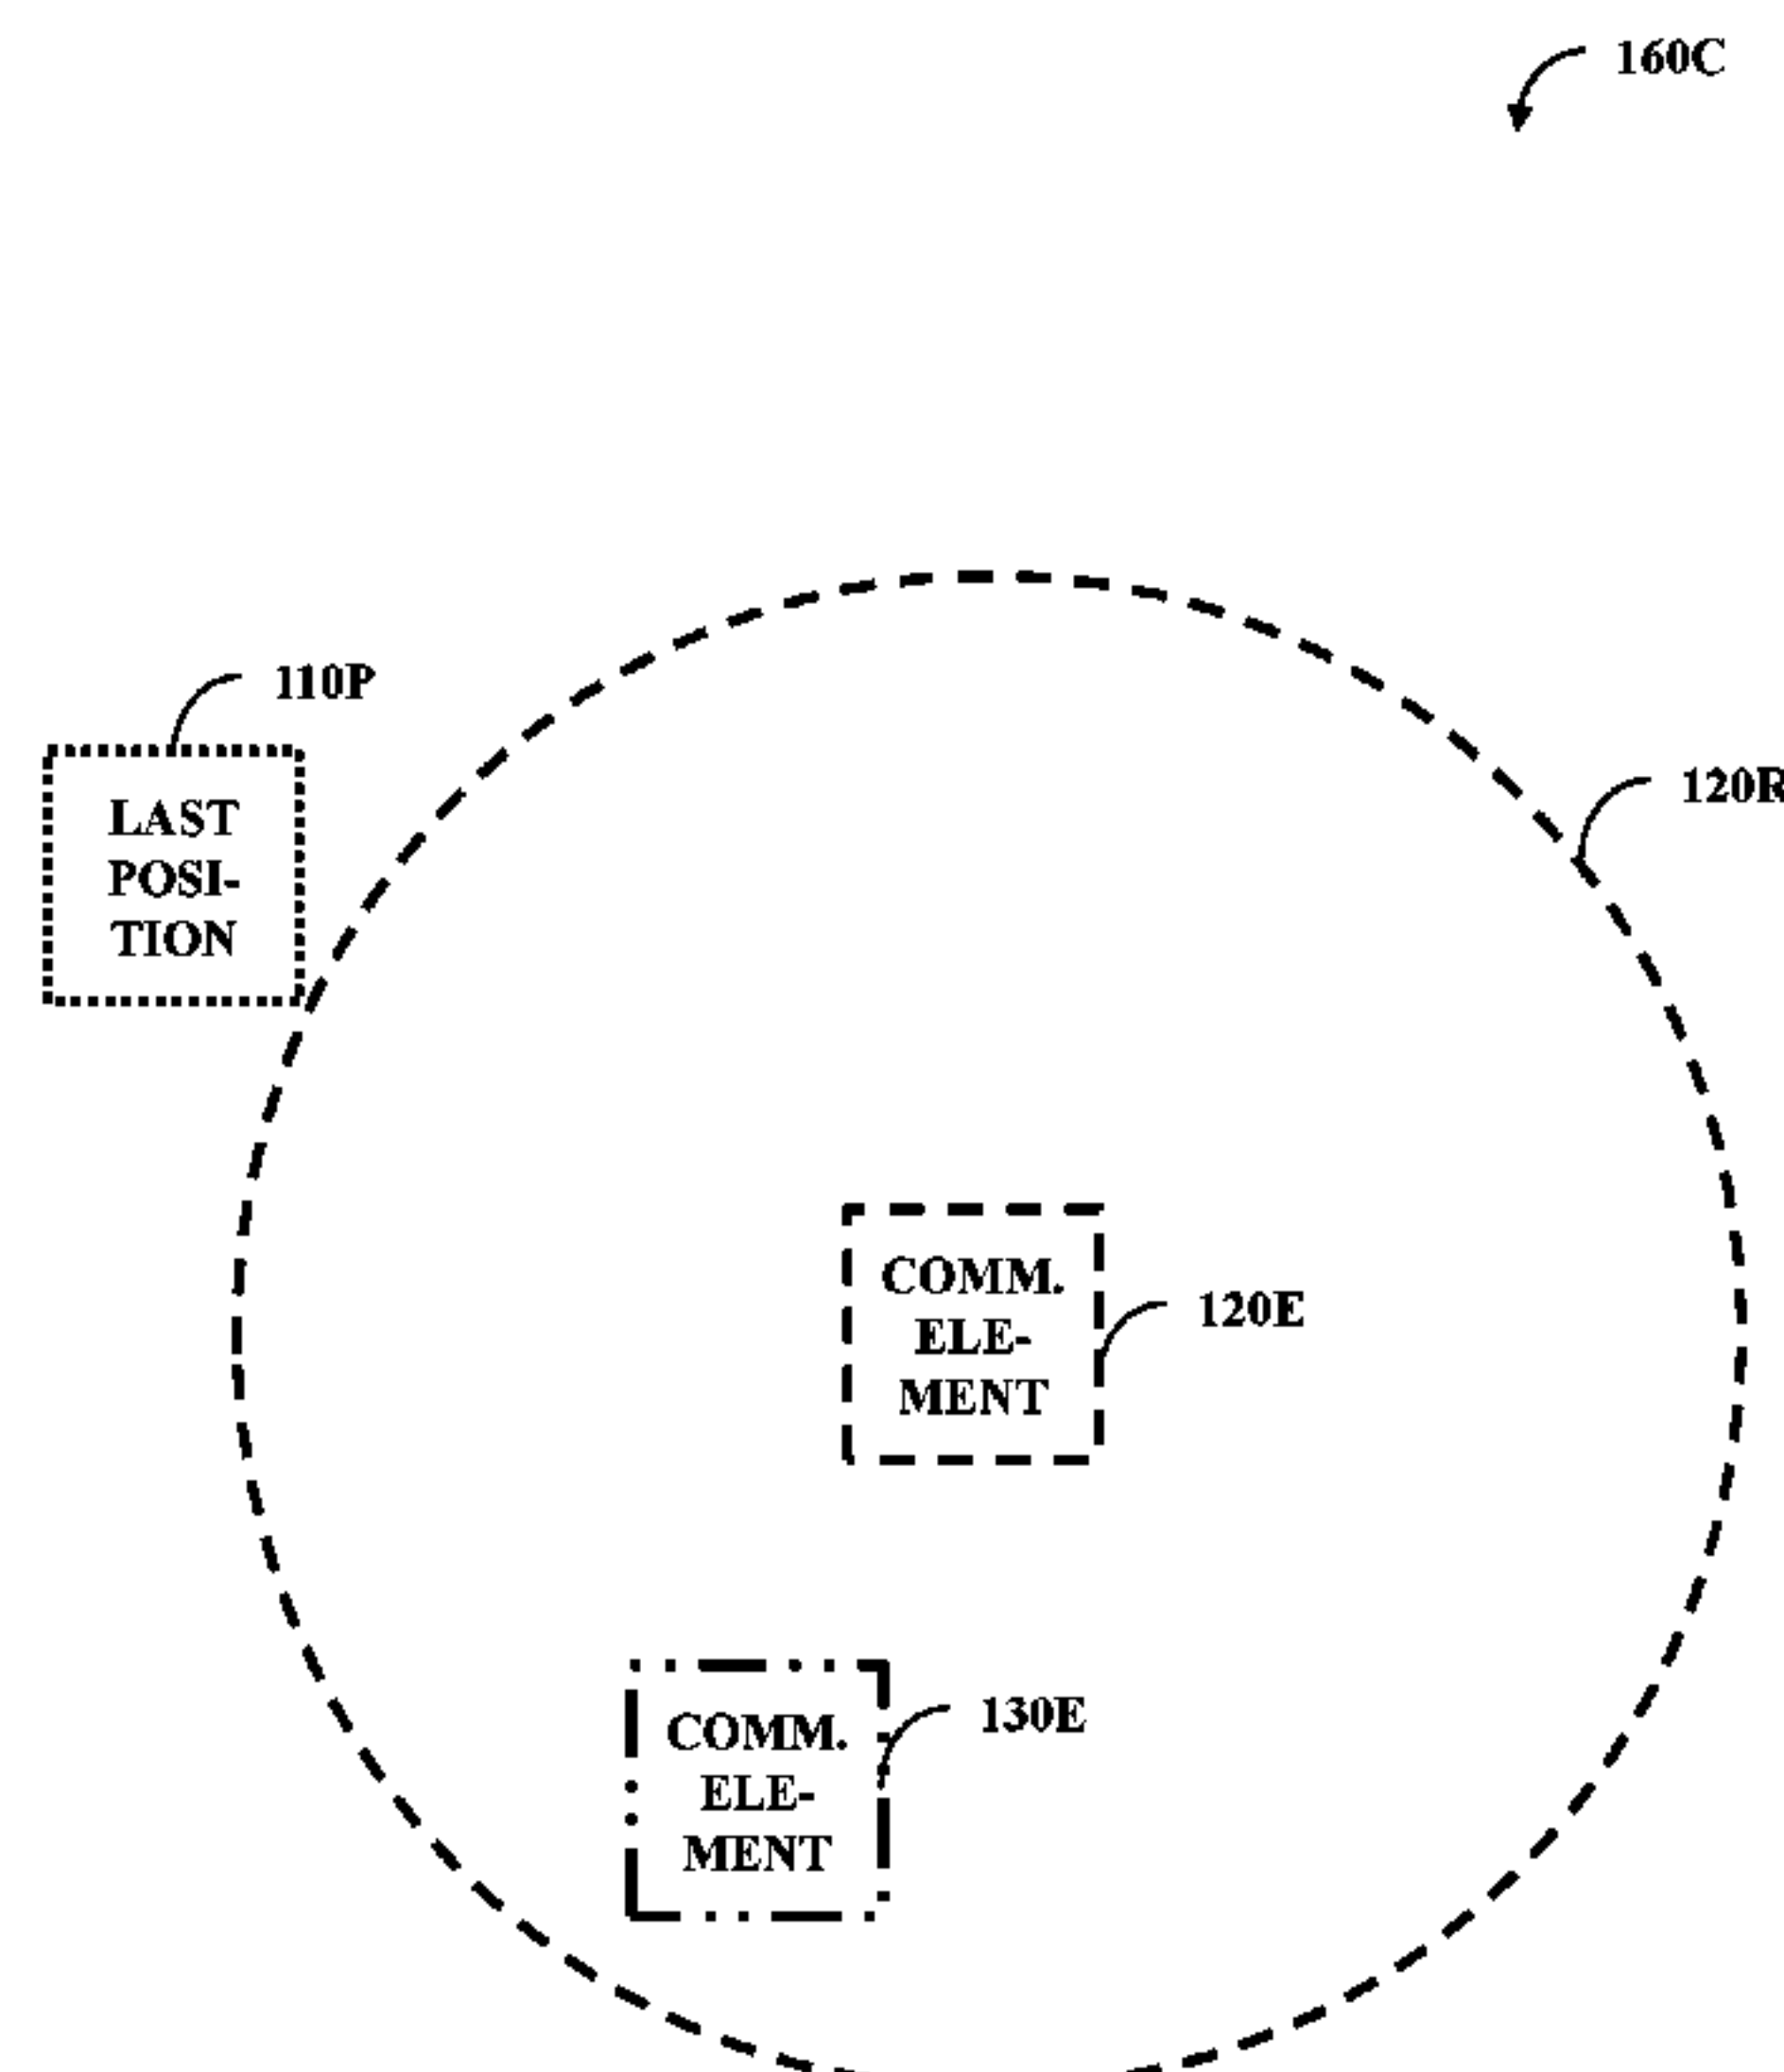 160C
110P
LAST
POSI-
TION
120R
COMM.
ELE-
MENT
120E
COMM.
ELE-
MENT
130E